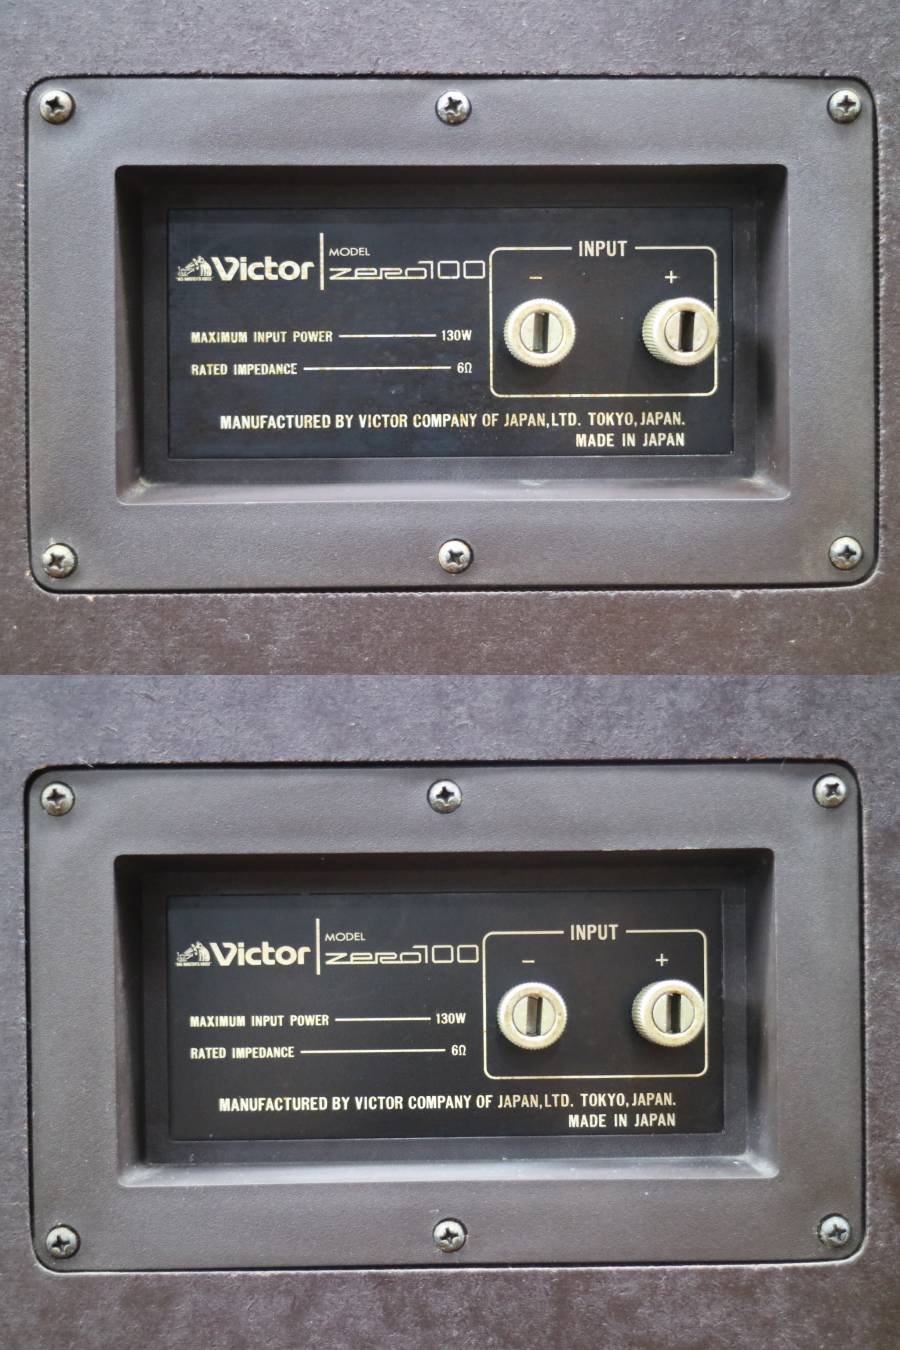 Victor
MODEL
zero100
INPUT
− +
MAXIMUM INPUT POWER 130W
RATED IMPEDANCE 6Ω
MANUFACTURED BY VICTOR COMPANY OF JAPAN, LTD. TOKYO, JAPAN.
MADE IN JAPAN
Victor
MODEL
zero100
INPUT
− +
MAXIMUM INPUT POWER 130W
RATED IMPEDANCE 6Ω
MANUFACTURED BY VICTOR COMPANY OF JAPAN, LTD. TOKYO, JAPAN.
MADE IN JAPAN